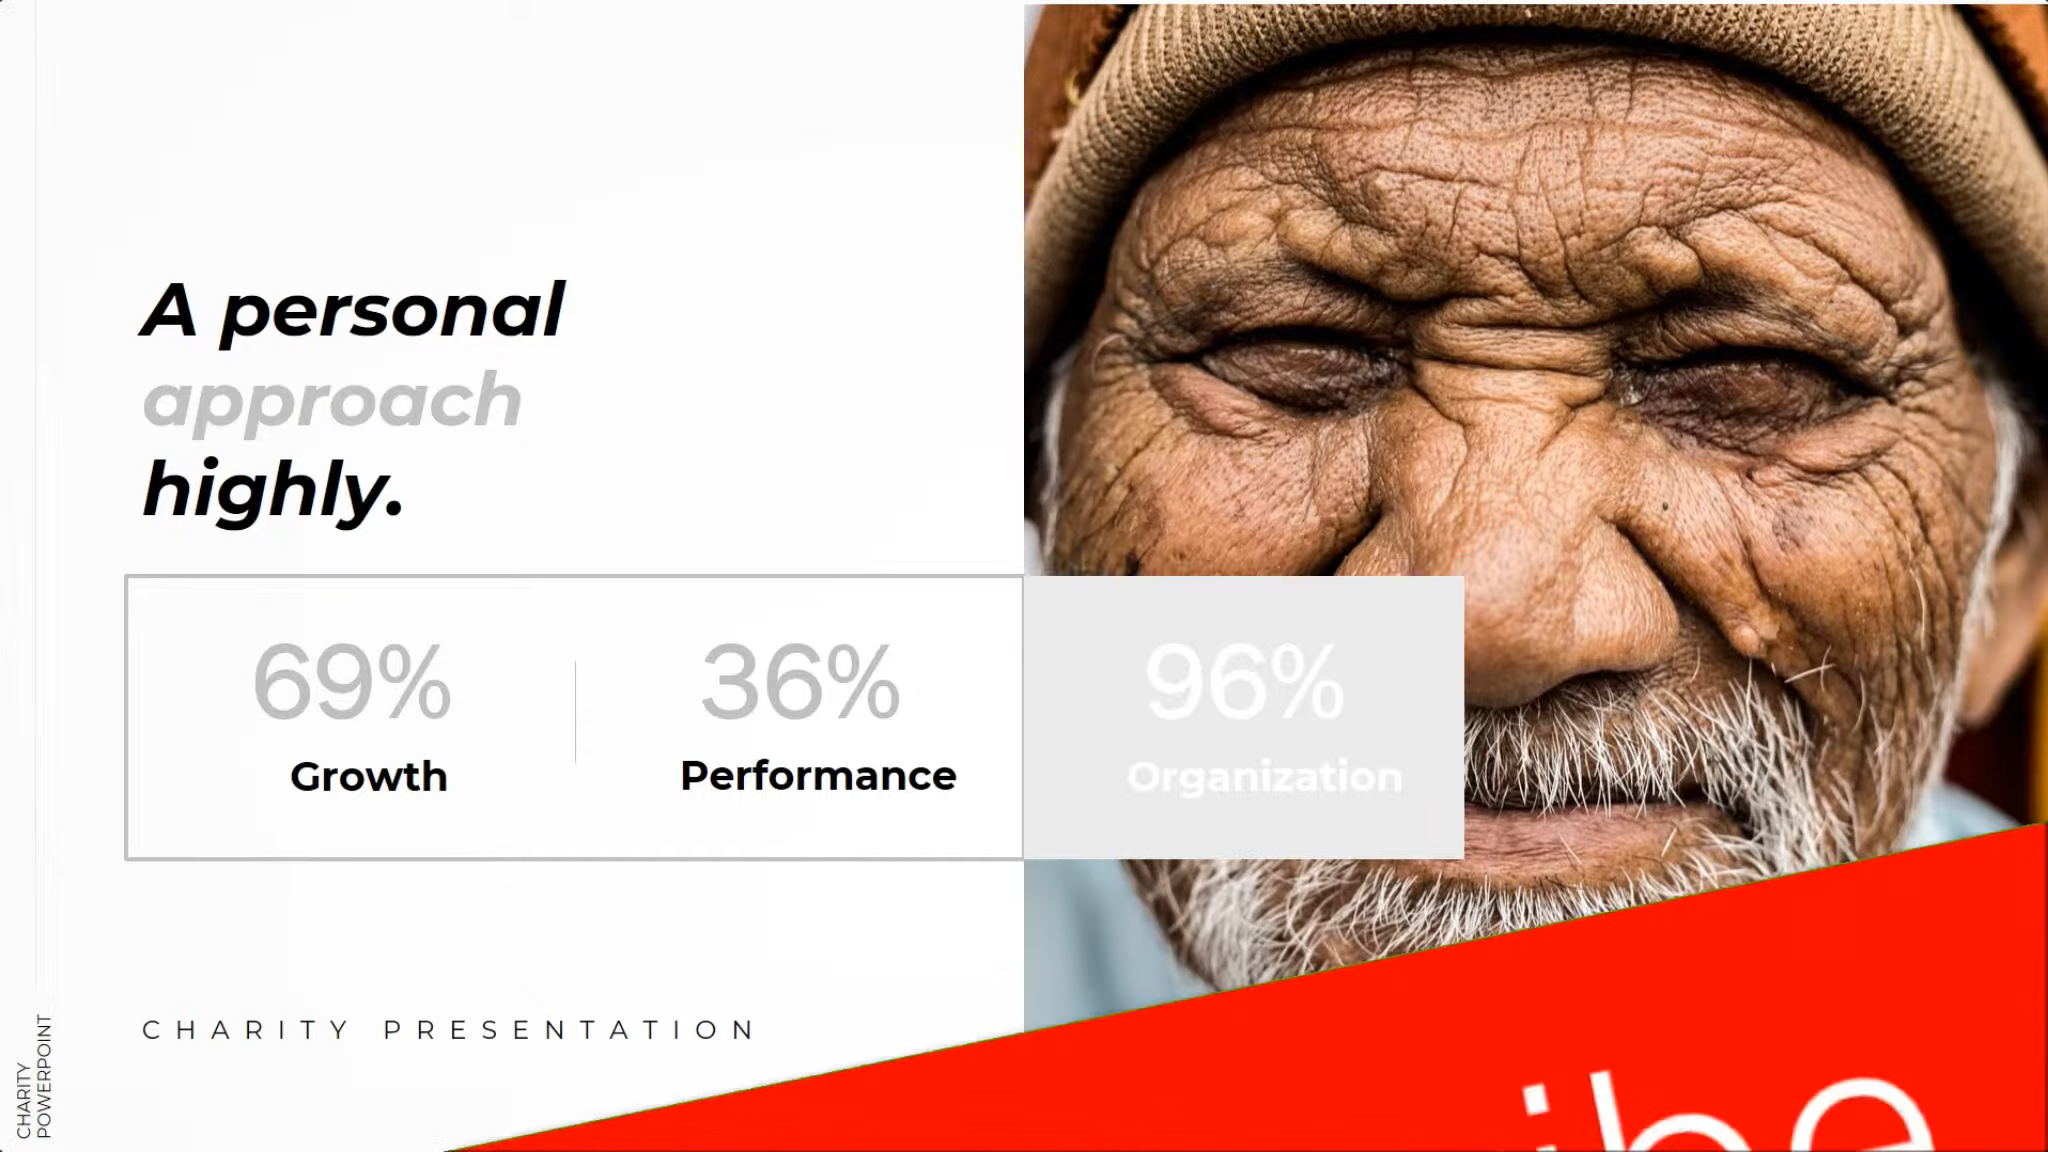 A personal
approach
highly.
69%
Growth
36%
Performance
96%
Organization
CHARITY PRESENTATION
CHARITY
POWERPOINT